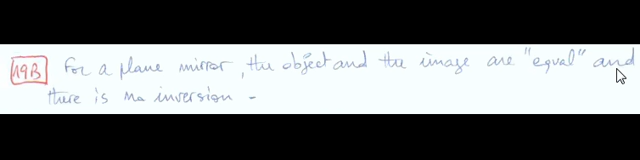 19B For a plane mirror, the object and the image are "equal" and
there is no inversion -